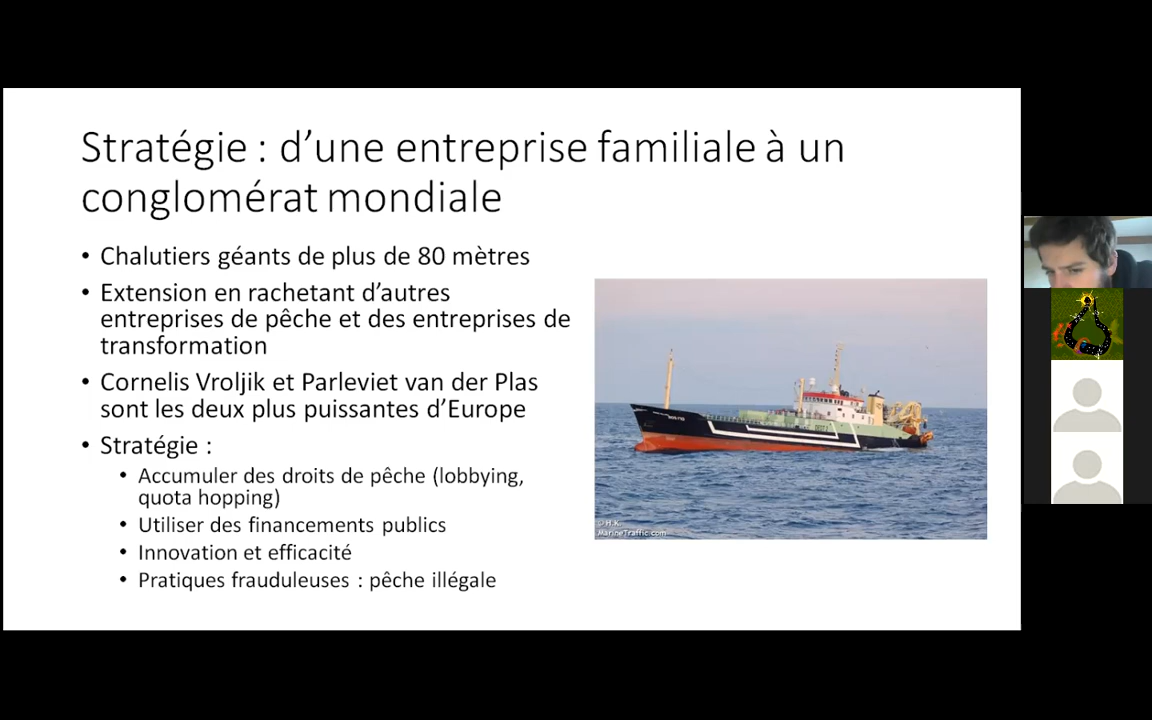 Stratégie : d’une entreprise familiale à un
conglomérat mondiale
• Chalutiers géants de plus de 80 mètres
• Extension en rachetant d’autres
entreprises de pêche et des entreprises de
transformation
• Cornelis Vroljik et Parleviet van der Plas
sont les deux plus puissantes d’Europe
• Stratégie :
• Accumuler des droits de pêche (lobbying,
quota hopping)
• Utiliser des financements publics
• Innovation et efficacité
• Pratiques frauduleuses : pêche illégale
© H.K.
MarineTraffic.com